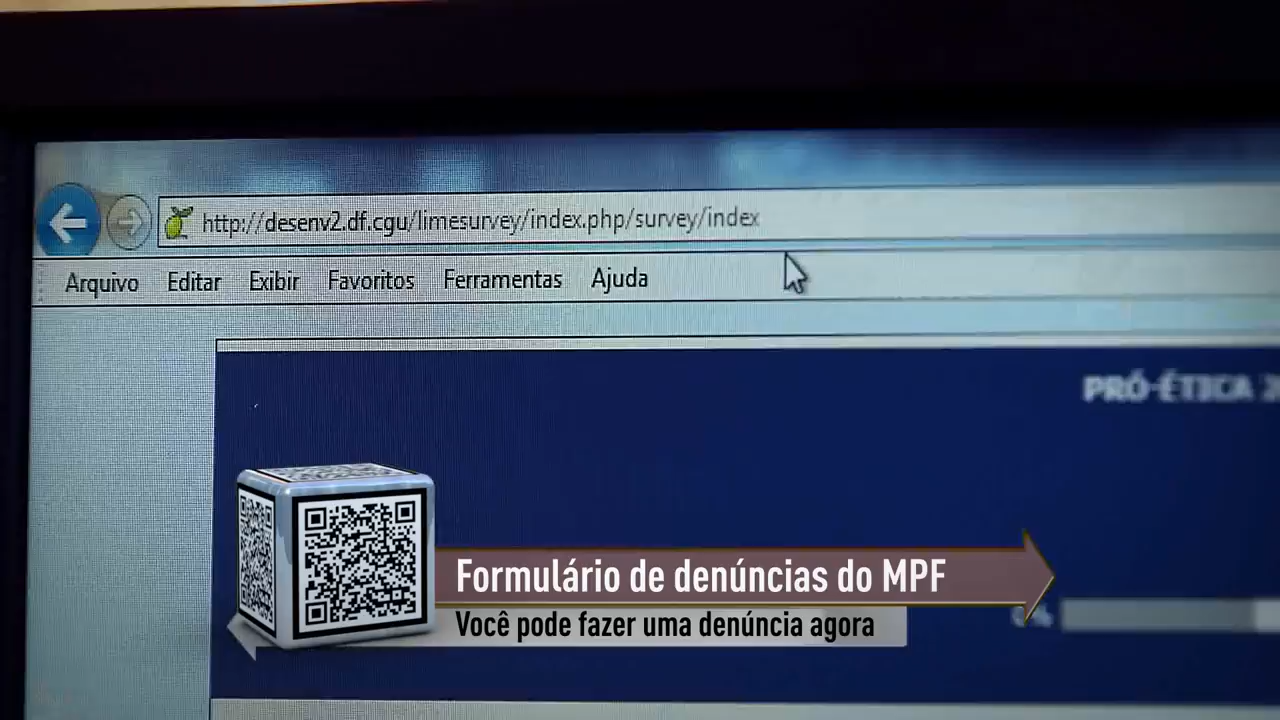 http://desenv2.df.cgu/limesurvey/index.php/survey/index
Arquivo Editar Exibir Favoritos Ferramentas Ajuda
PRÓ-ÉTICA
Formulário de denúncias do MPF
Você pode fazer uma denúncia agora